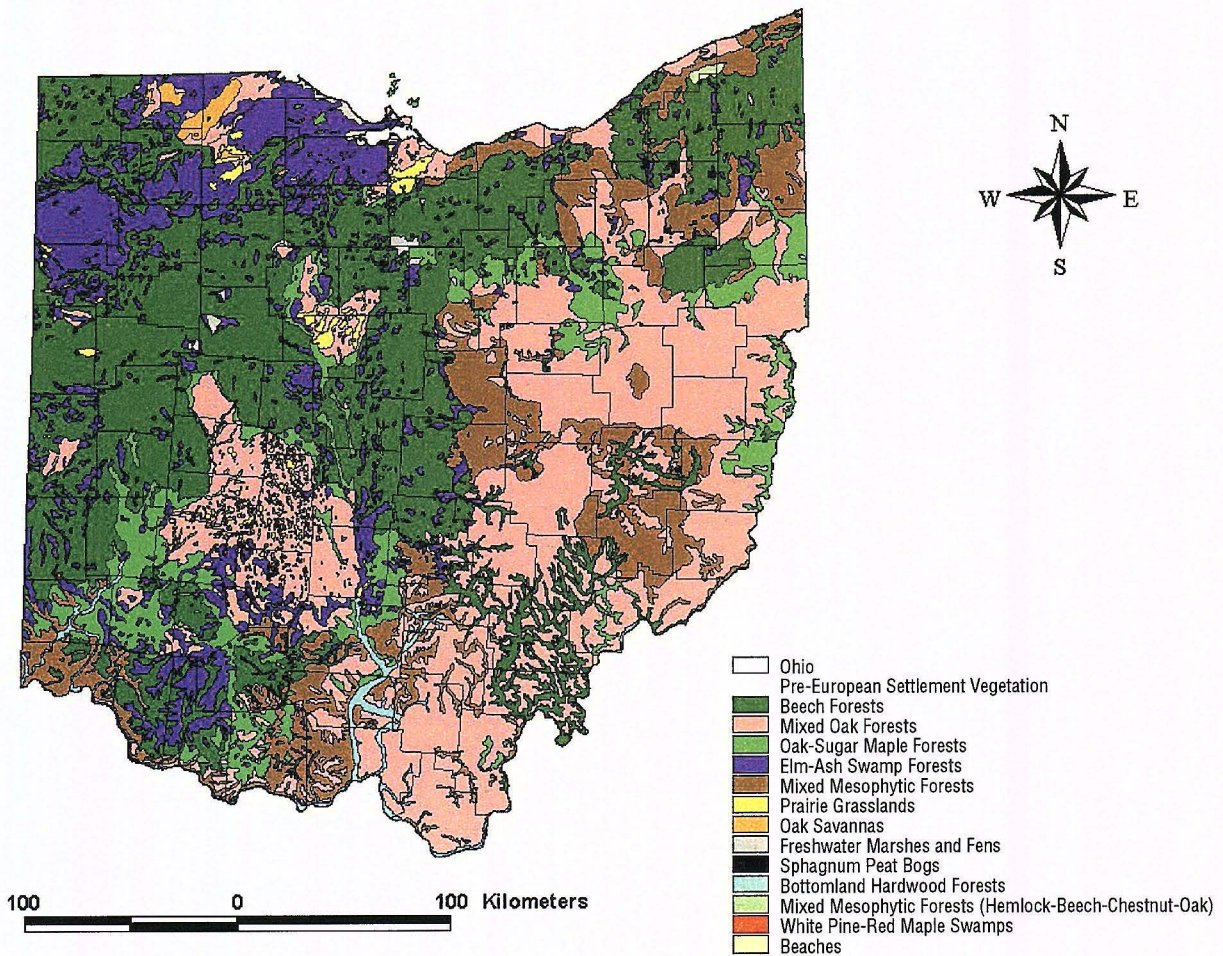 N
W E
S
Ohio
Pre-European Settlement Vegetation
Beech Forests
Mixed Oak Forests
Oak-Sugar Maple Forests
Elm-Ash Swamp Forests
Mixed Mesophytic Forests
Prairie Grasslands
Oak Savannas
Freshwater Marshes and Fens
Sphagnum Peat Bogs
Bottomland Hardwood Forests
Mixed Mesophytic Forests (Hemlock-Beech-Chestnut-Oak)
White Pine-Red Maple Swamps
Beaches
100 0 100 Kilometers